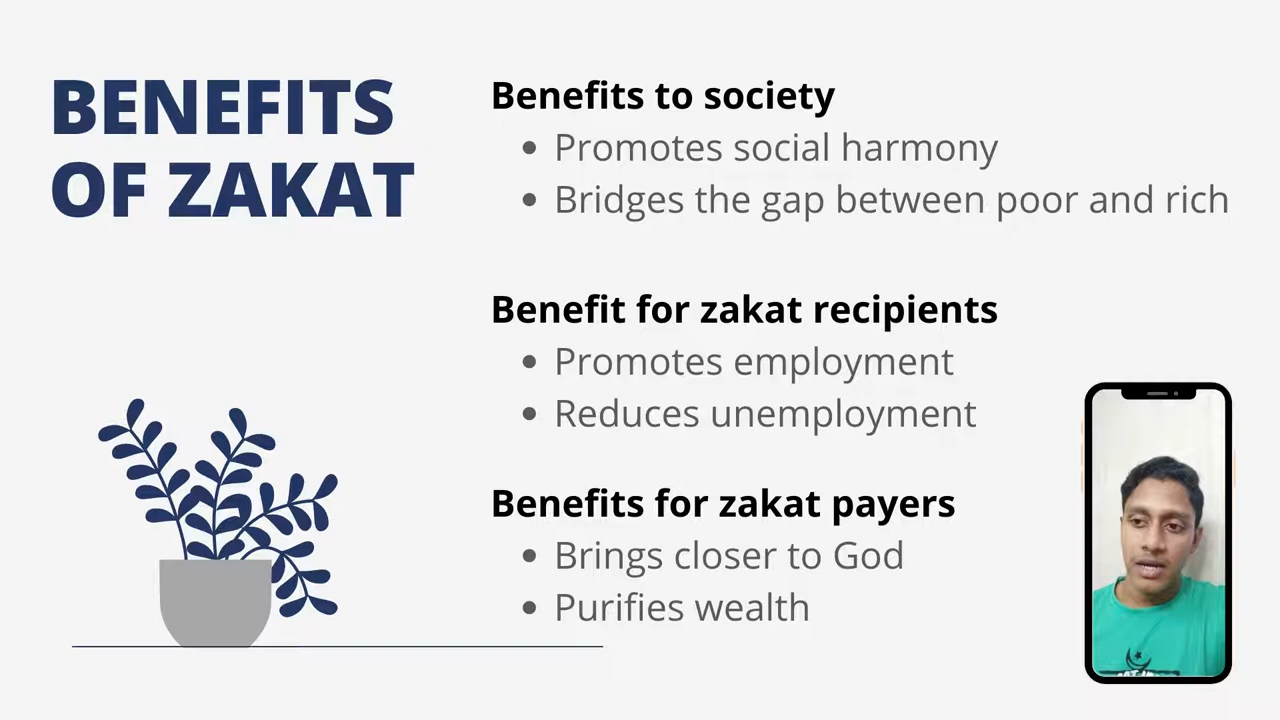 BENEFITS
OF ZAKAT
Benefits to society
• Promotes social harmony
• Bridges the gap between poor and rich
Benefit for zakat recipients
• Promotes employment
• Reduces unemployment
Benefits for zakat payers
• Brings closer to God
• Purifies wealth